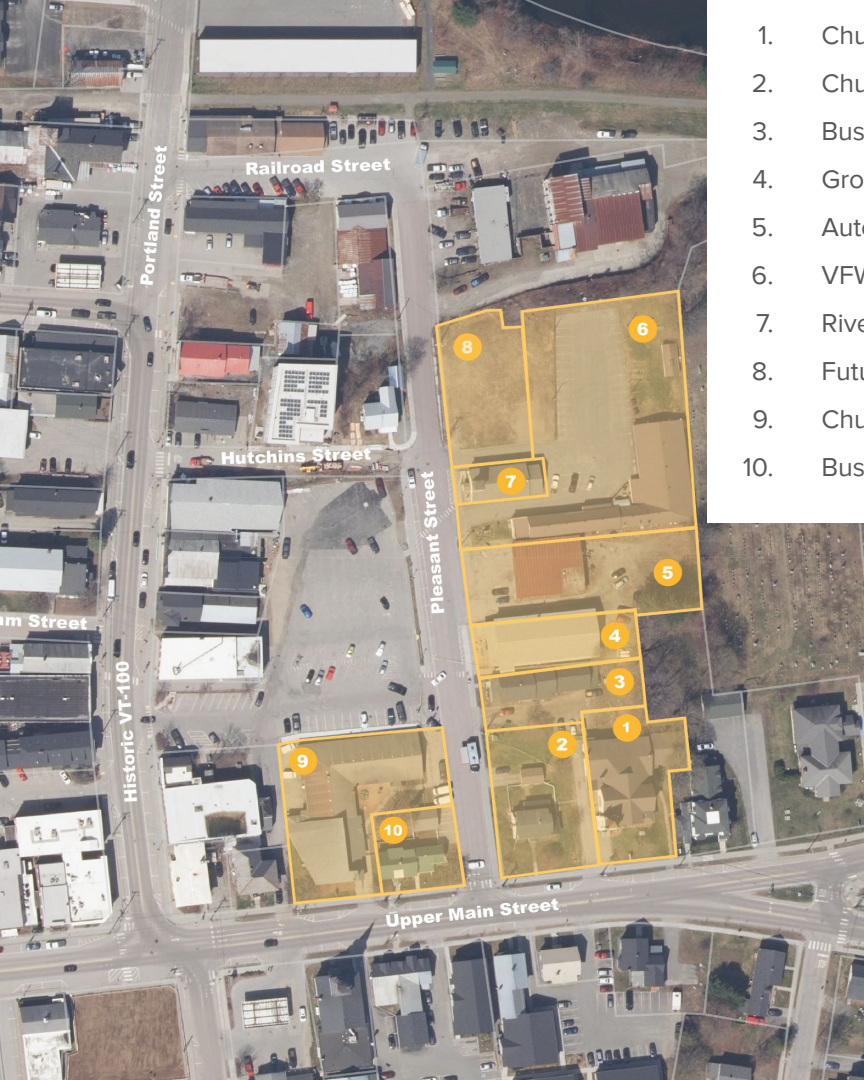 1. Chu
2. Chu
3. Bus
4. Gro
5. Aut
6. VFW
7. Rive
8. Futu
9. Chu
10. Bus
Railroad Street
Portland Street
6
8
Hutchins Street
7
Pleasant Street
5
am Street
4
3
Historic VT-100
1
2
9
10
Upper Main Street